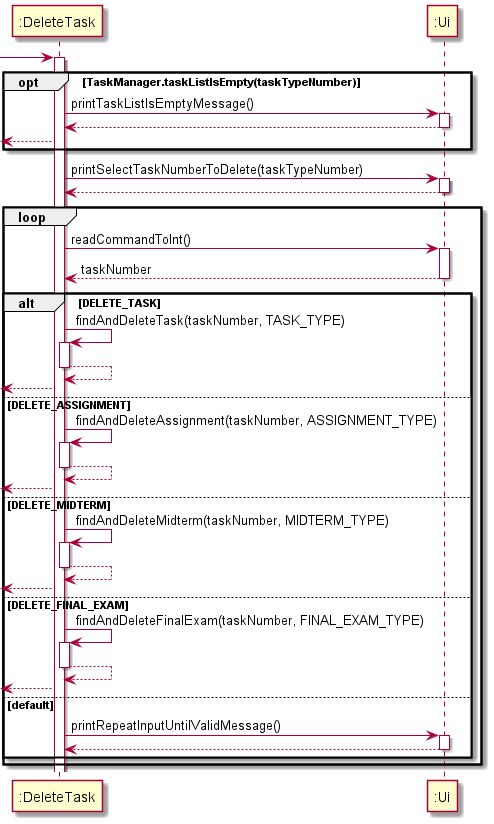 :DeleteTask :Ui
opt [TaskManager.taskListIsEmpty(taskTypeNumber)]
printTaskListIsEmptyMessage()
printSelectTaskNumberToDelete(taskTypeNumber)
loop
readCommandToInt()
taskNumber
alt [DELETE_TASK]
findAndDeleteTask(taskNumber, TASK_TYPE)
[DELETE_ASSIGNMENT]
findAndDeleteAssignment(taskNumber, ASSIGNMENT_TYPE)
[DELETE_MIDTERM]
findAndDeleteMidterm(taskNumber, MIDTERM_TYPE)
[DELETE_FINAL_EXAM]
findAndDeleteFinalExam(taskNumber, FINAL_EXAM_TYPE)
[default]
printRepeatInputUntilValidMessage()
:DeleteTask :Ui